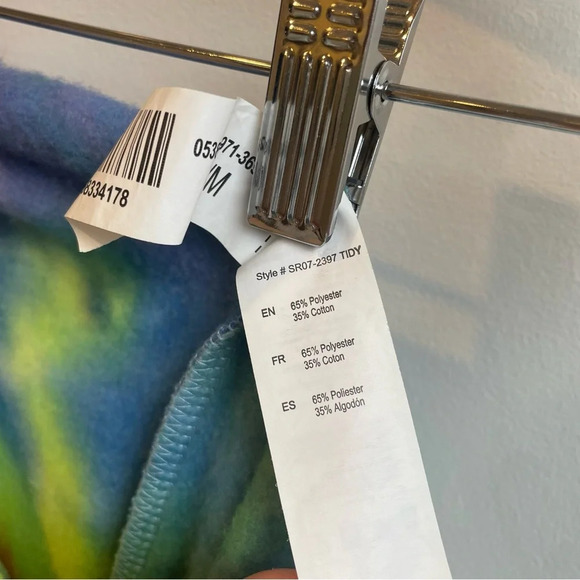 334178
/M
Style # SR07-2397 TIDY
EN 65% Polyester
35% Cotton
FR 65% Polyester
35% Coton
ES 65% Poliester
35% Algodón